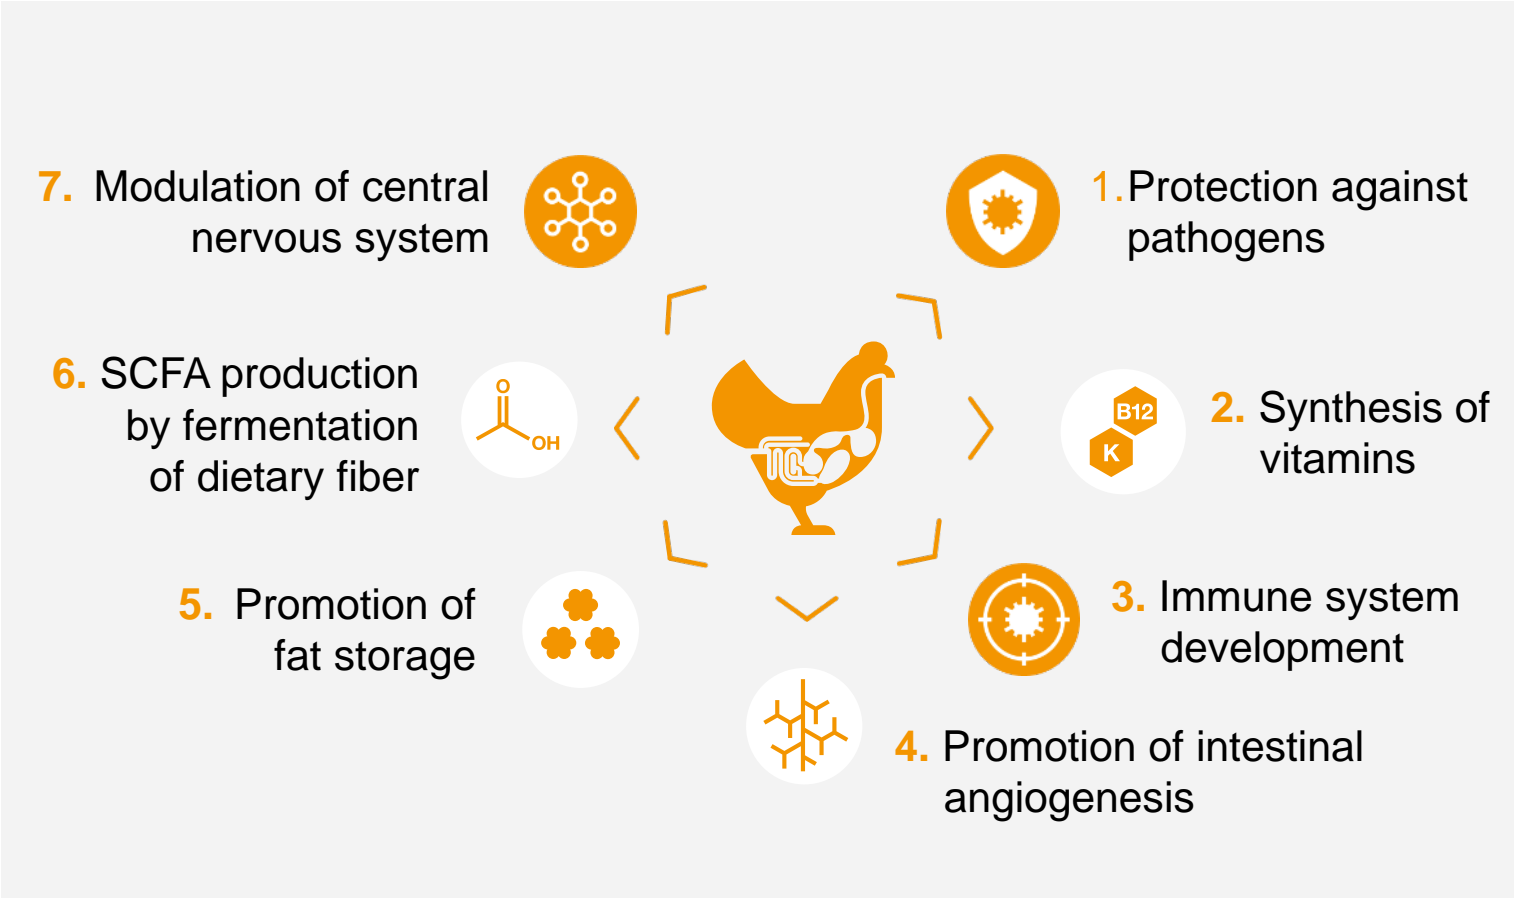 1. Protection against
pathogens
2. Synthesis of
vitamins
B12
K
3. Immune system
development
4. Promotion of intestinal
angiogenesis
5. Promotion of
fat storage
6. SCFA production
by fermentation
of dietary fiber
O
OH
7. Modulation of central
nervous system